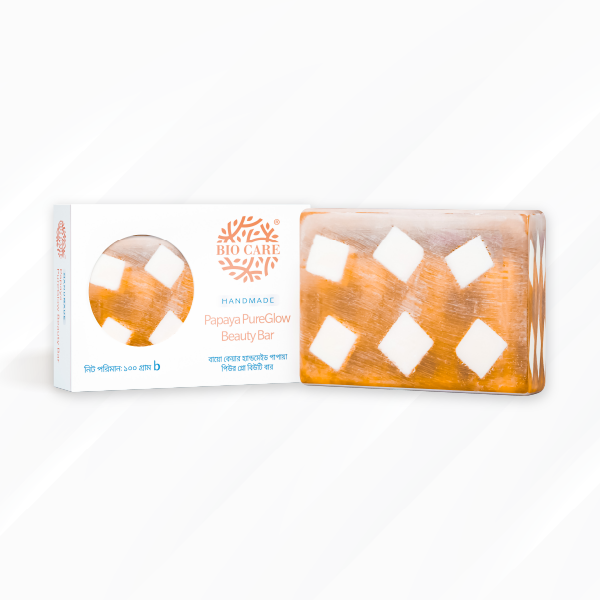 BIO CARE
®
HANDMADE
Papaya PureGlow
Beauty Bar
বায়ো কেয়ার হ্যান্ডমেইড পাপায়া
পিউর গ্লো বিউটি বার
নিট পরিমান: ১০০ গ্রাম b